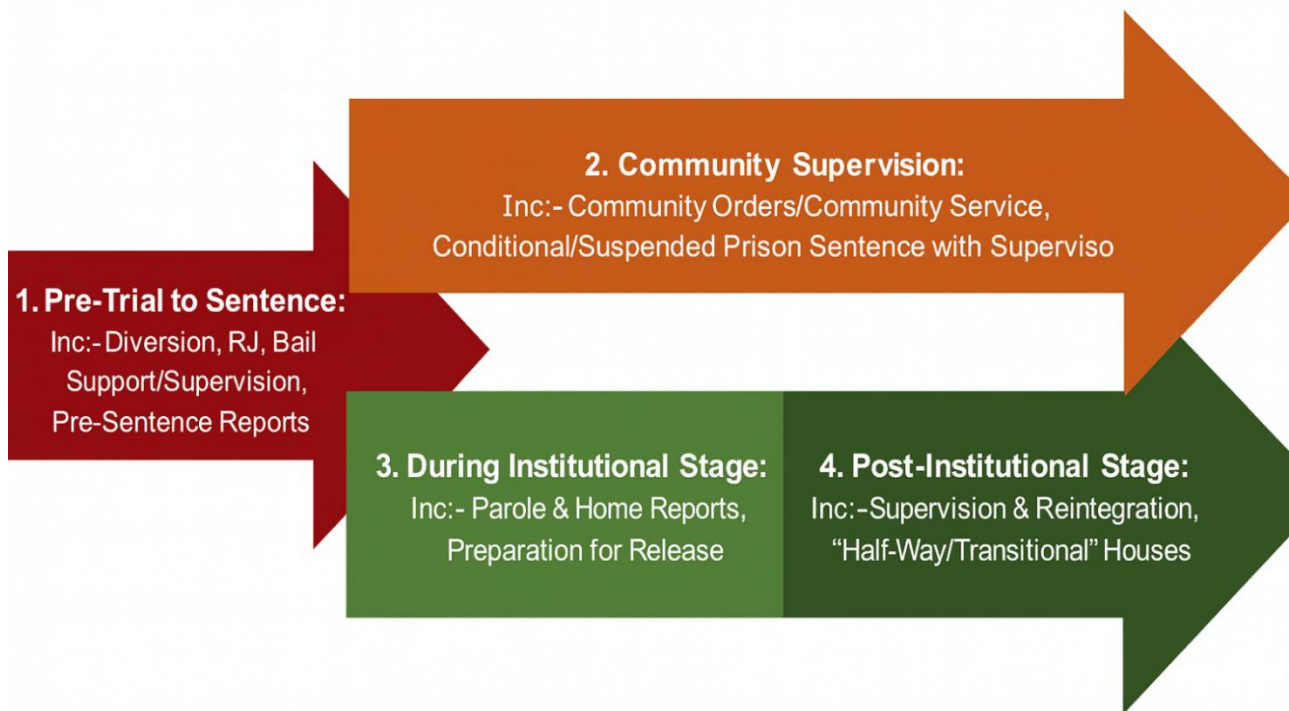 1. Pre-Trial to Sentence:
Inc:- Diversion, RJ, Bail
Support/Supervision,
Pre-Sentence Reports
2. Community Supervision:
Inc:- Community Orders/Community Service,
Conditional/Suspended Prison Sentence with Superviso
3. During Institutional Stage:
Inc:- Parole & Home Reports,
Preparation for Release
4. Post-Institutional Stage:
Inc:-Supervision & Reintegration,
“Half-Way/Transitional” Houses